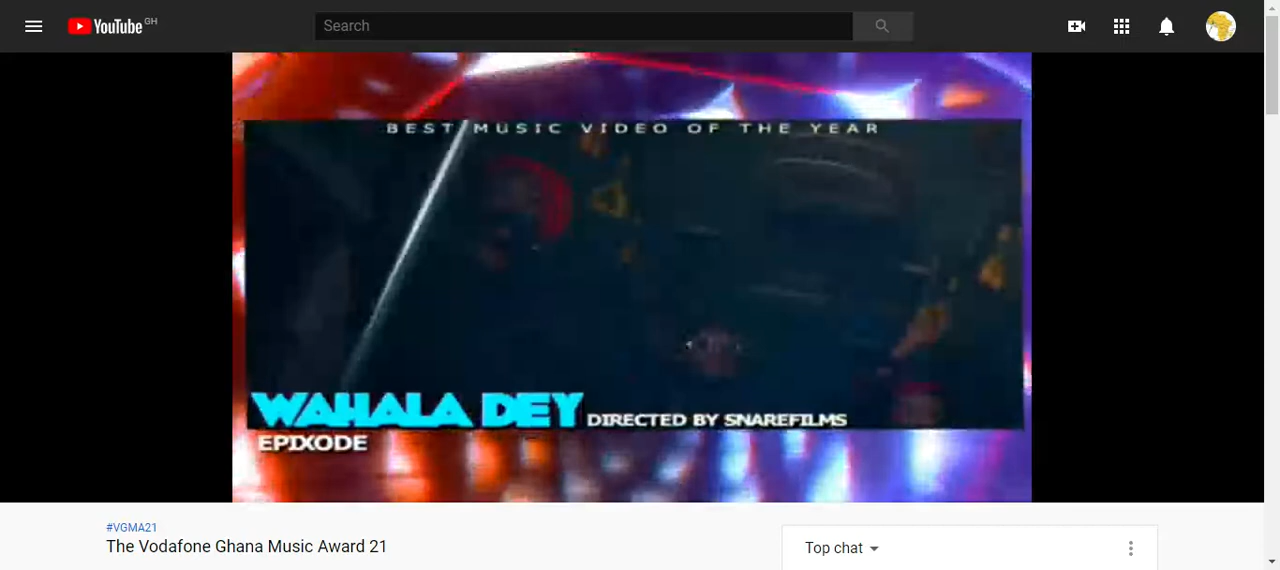 YouTube GH
Search
BEST MUSIC VIDEO OF THE YEAR
WAHALA DEY DIRECTED BY SNAREFILMS
EPIXODE
#VGMA21
The Vodafone Ghana Music Award 21
Top chat